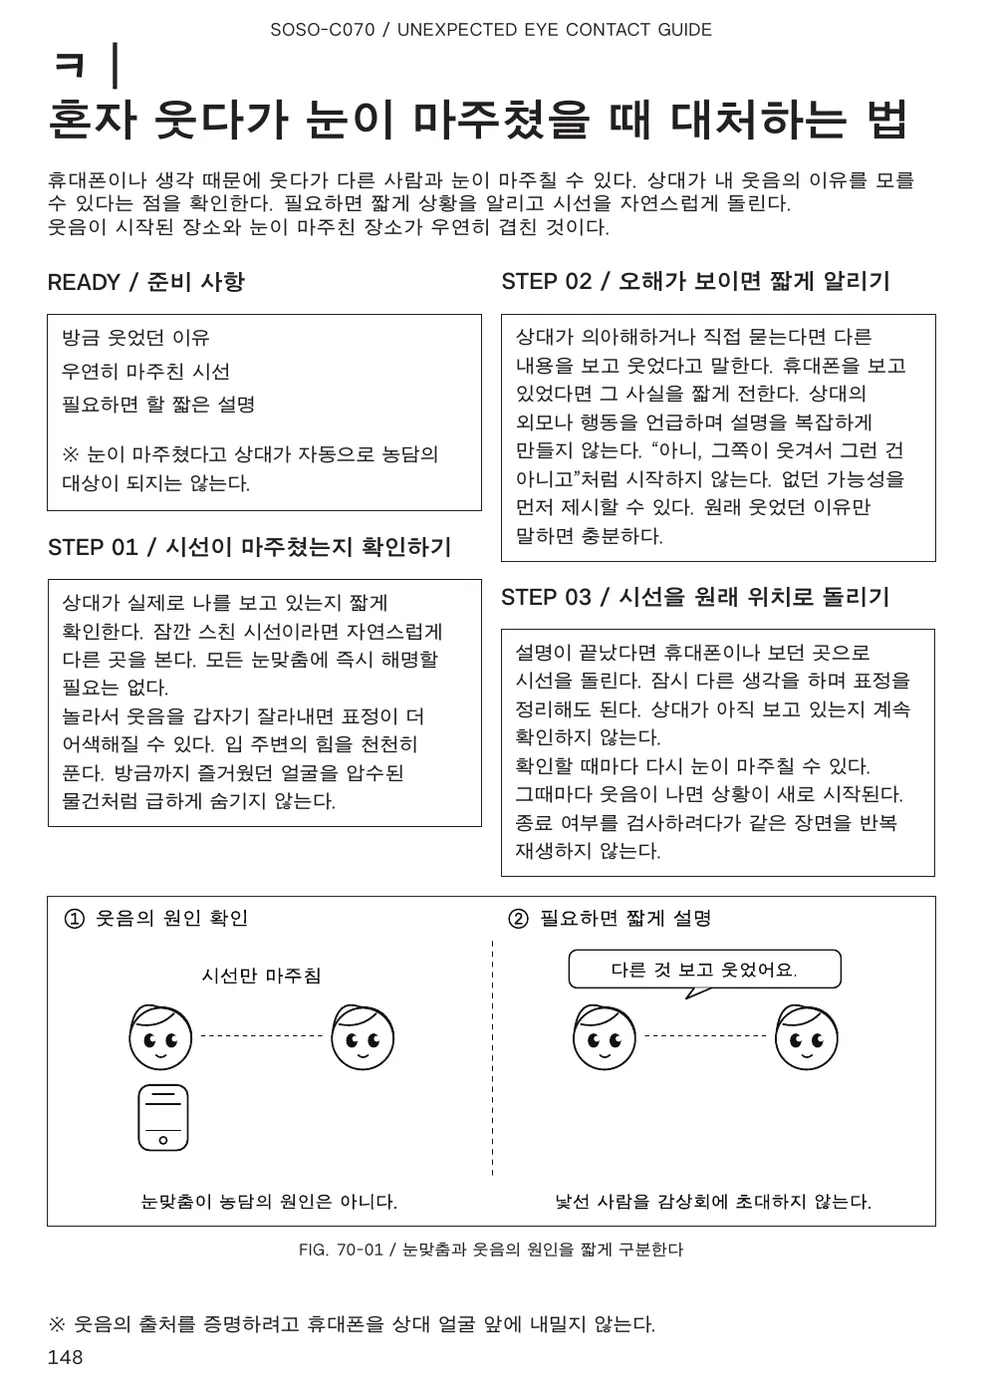 SOSO-C070 / UNEXPECTED EYE CONTACT GUIDE
ㅋ|
혼자 웃다가 눈이 마주쳤을 때 대처하는 법
휴대폰이나 생각 때문에 웃다가 다른 사람과 눈이 마주칠 수 있다. 상대가 내 웃음의 이유를 모를
수 있다는 점을 확인한다. 필요하면 짧게 상황을 알리고 시선을 자연스럽게 돌린다.
웃음이 시작된 장소와 눈이 마주친 장소가 우연히 겹친 것이다.
READY / 준비 사항
방금 웃었던 이유
우연히 마주친 시선
필요하면 할 짧은 설명
※ 눈이 마주쳤다고 상대가 자동으로 농담의
대상이 되지는 않는다.
STEP 01 / 시선이 마주쳤는지 확인하기
상대가 실제로 나를 보고 있는지 짧게
확인한다. 잠깐 스친 시선이라면 자연스럽게
다른 곳을 본다. 모든 눈맞춤에 즉시 해명할
필요는 없다.
놀라서 웃음을 갑자기 잘라내면 표정이 더
어색해질 수 있다. 입 주변의 힘을 천천히
푼다. 방금까지 즐거웠던 얼굴을 압수된
물건처럼 급하게 숨기지 않는다.
STEP 02 / 오해가 보이면 짧게 알리기
상대가 의아해하거나 직접 묻는다면 다른
내용을 보고 웃었다고 말한다. 휴대폰을 보고
있었다면 그 사실을 짧게 전한다. 상대의
외모나 행동을 언급하며 설명을 복잡하게
만들지 않는다. “아니, 그쪽이 웃겨서 그런 건
아니고”처럼 시작하지 않는다. 없던 가능성을
먼저 제시할 수 있다. 원래 웃었던 이유만
말하면 충분하다.
STEP 03 / 시선을 원래 위치로 돌리기
설명이 끝났다면 휴대폰이나 보던 곳으로
시선을 돌린다. 잠시 다른 생각을 하며 표정을
정리해도 된다. 상대가 아직 보고 있는지 계속
확인하지 않는다.
확인할 때마다 다시 눈이 마주칠 수 있다.
그때마다 웃음이 나면 상황이 새로 시작된다.
종료 여부를 검사하려다가 같은 장면을 반복
재생하지 않는다.
① 웃음의 원인 확인
시선만 마주침
눈맞춤이 농담의 원인은 아니다.
② 필요하면 짧게 설명
다른 것 보고 웃었어요.
낯선 사람을 감상회에 초대하지 않는다.
FIG. 70-01 / 눈맞춤과 웃음의 원인을 짧게 구분한다
※ 웃음의 출처를 증명하려고 휴대폰을 상대 얼굴 앞에 내밀지 않는다.
148